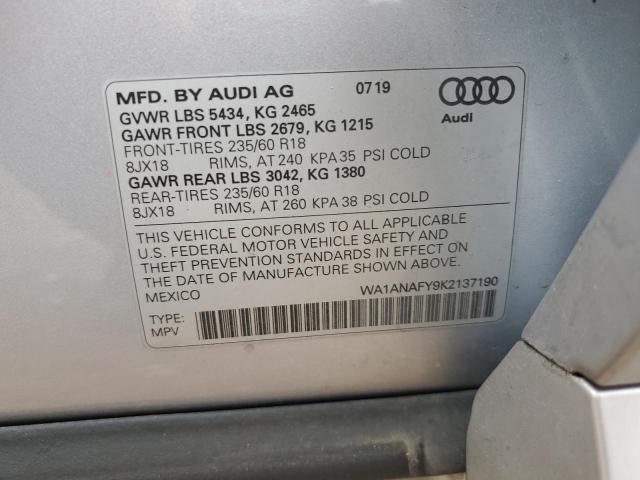 MFD. BY AUDI AG 0719
GVWR LBS 5434, KG 2465
GAWR FRONT LBS 2679, KG 1215
FRONT-TIRES 235/60 R18
8JX18 RIMS, AT 240 KPA 35 PSI COLD
GAWR REAR LBS 3042, KG 1380
REAR-TIRES 235/60 R18
8JX18 RIMS, AT 260 KPA 38 PSI COLD
Audi
THIS VEHICLE CONFORMS TO ALL APPLICABLE
U.S. FEDERAL MOTOR VEHICLE SAFETY AND
THEFT PREVENTION STANDARDS IN EFFECT ON
THE DATE OF MANUFACTURE SHOWN ABOVE.
MEXICO
WA1ANAFY9K2137190
TYPE:
MPV